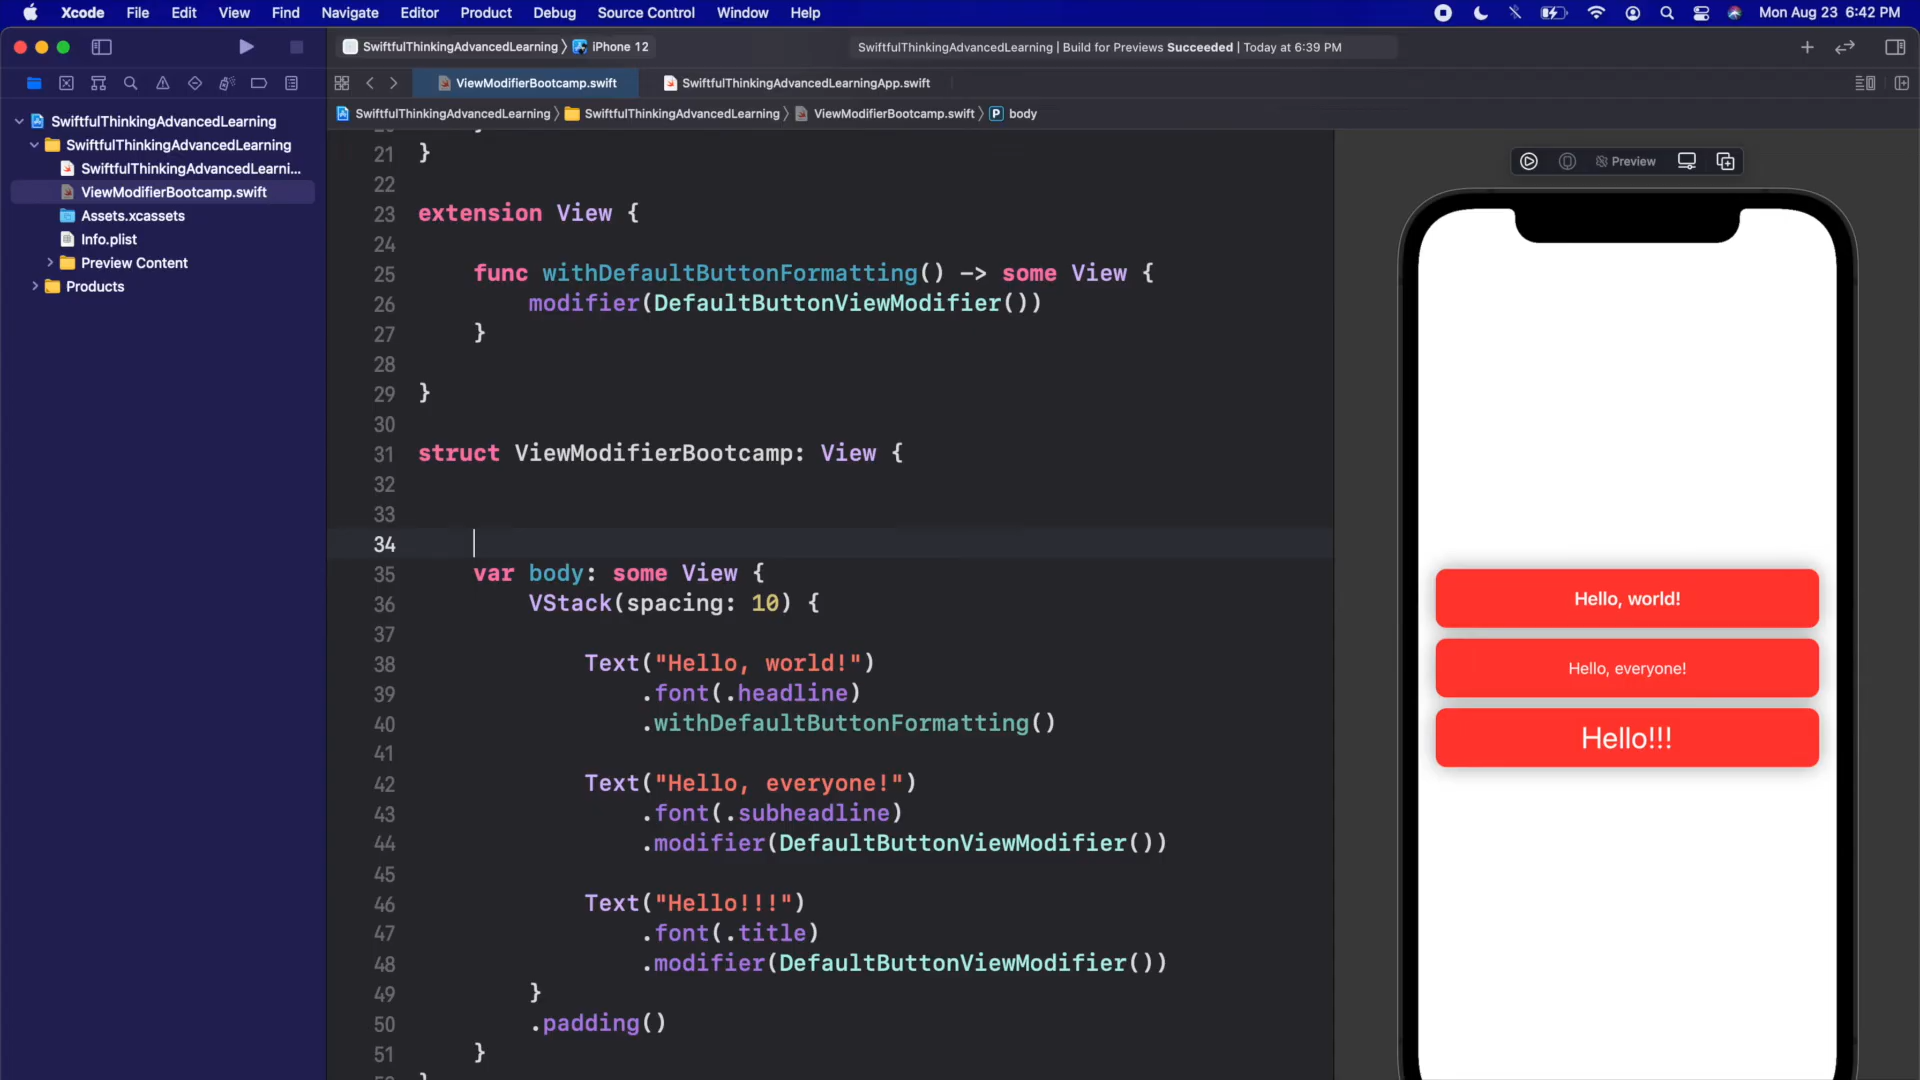 Xcode File Edit View Find Navigate Editor Product Debug Source Control Window Help Mon Aug 23 6:42 PM
SwiftfulThinkingAdvancedLearning 〉 iPhone 12
SwiftfulThinkingAdvancedLearning | Build for Previews Succeeded | Today at 6:39 PM
ViewModifierBootcamp.swift
SwiftfulThinkingAdvancedLearningApp.swift
SwiftfulThinkingAdvancedLearning 〉 SwiftfulThinkingAdvancedLearning 〉 ViewModifierBootcamp.swift 〉 P body
SwiftfulThinkingAdvancedLearning
SwiftfulThinkingAdvancedLearning
SwiftfulThinkingAdvancedLearni...
ViewModifierBootcamp.swift
Assets.xcassets
Info.plist
Preview Content
Products
21 }
22
23 extension View {
24
25 func withDefaultButtonFormatting() -> some View {
26 modifier(DefaultButtonViewModifier())
27 }
28
29 }
30
31 struct ViewModifierBootcamp: View {
32
33
34
35 var body: some View {
36 VStack(spacing: 10) {
37
38 Text("Hello, world!")
39 .font(.headline)
40 .withDefaultButtonFormatting()
41
42 Text("Hello, everyone!")
43 .font(.subheadline)
44 .modifier(DefaultButtonViewModifier())
45
46 Text("Hello!!!")
47 .font(.title)
48 .modifier(DefaultButtonViewModifier())
49 }
50 .padding()
51 }
Preview
Hello, world!
Hello, everyone!
Hello!!!